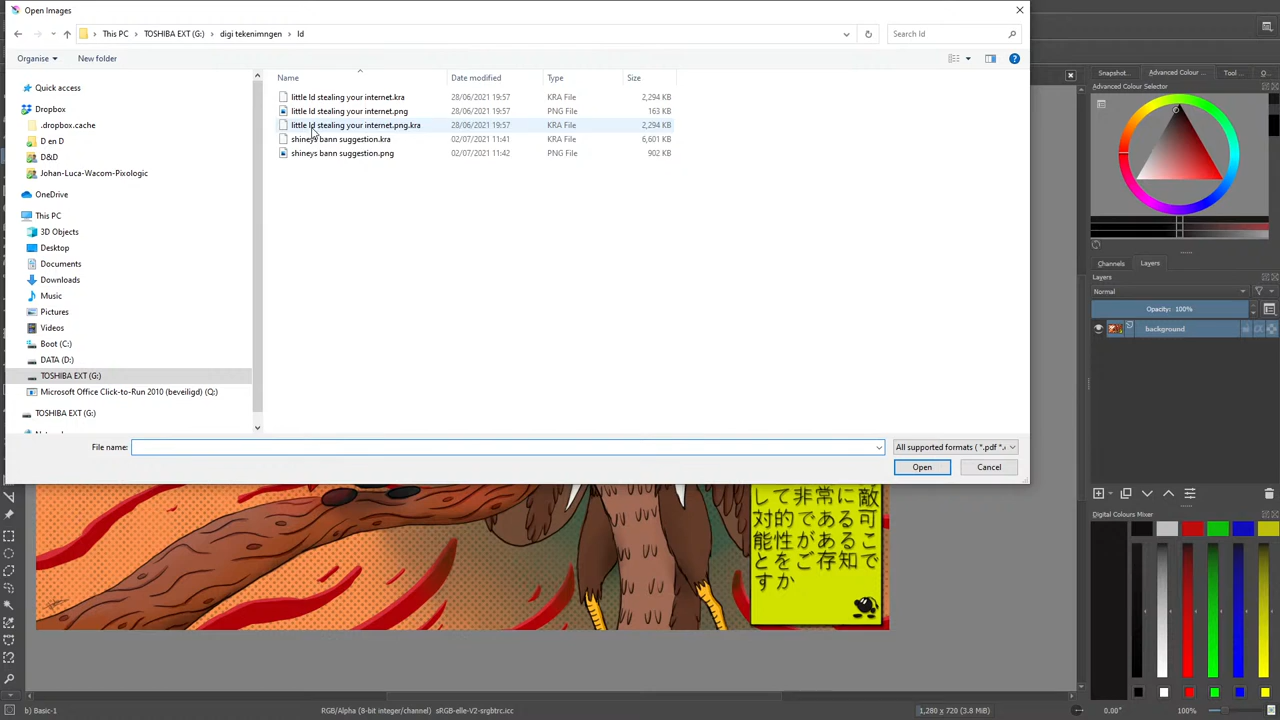 Open Images
This PC > TOSHIBA EXT (G:) > digi tekenimngen > ld
Search ld
Organise
New folder
Name
Date modified
Type
Size
Quick access
Dropbox
.dropbox.cache
D en D
D&D
Johan-Luca-Wacom-Pixologic
OneDrive
This PC
3D Objects
Desktop
Documents
Downloads
Music
Pictures
Videos
Boot (C:)
DATA (D:)
TOSHIBA EXT (G:)
Microsoft Office Click-to-Run 2010 (beveiligd) (Q:)
TOSHIBA EXT (G:)
little ld stealing your internet.kra 28/06/2021 19:57 KRA File 2,294 KB
little ld stealing your internet.png 28/06/2021 19:57 PNG File 163 KB
little ld stealing your internet.png.kra 28/06/2021 19:57 KRA File 2,294 KB
shineys bann suggestion.kra 02/07/2021 11:41 KRA File 6,601 KB
shineys bann suggestion.png 02/07/2021 11:42 PNG File 902 KB
File name:
All supported formats ( *.pdf *.
Open
Cancel
Snapshot...
Advanced Colour ...
Tool ...
Advanced Colour Selector
Channels
Layers
Layers
Normal
Opacity: 100%
background
Digital Colours Mixer
して非常に敵
対的である可
能性があるこ
とをご存知で
すか
b) Basic-1
RGB/Alpha (8-bit integer/channel) sRGB-elle-V2-srgbtrc.icc
1,280 x 720 (3.8 MiB)
100%
0.00°
100%